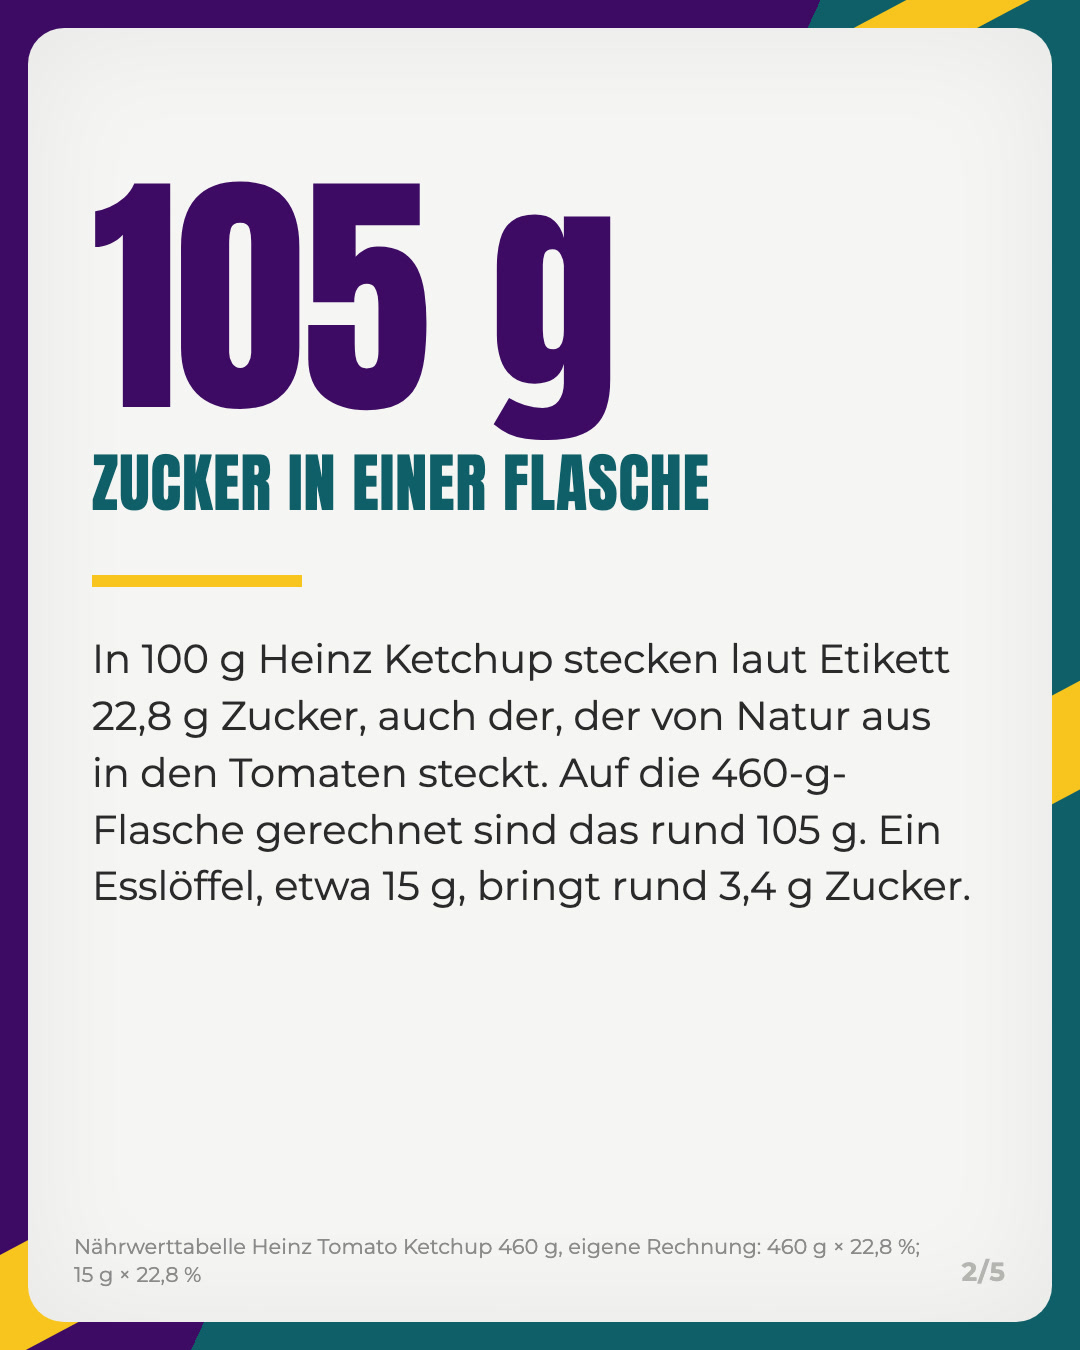 105 g
ZUCKER IN EINER FLASCHE
In 100 g Heinz Ketchup stecken laut Etikett
22,8 g Zucker, auch der, der von Natur aus
in den Tomaten steckt. Auf die 460-g-
Flasche gerechnet sind das rund 105 g. Ein
Esslöffel, etwa 15 g, bringt rund 3,4 g Zucker.
Nährwerttabelle Heinz Tomato Ketchup 460 g, eigene Rechnung: 460 g × 22,8 %;
15 g × 22,8 %
2/5